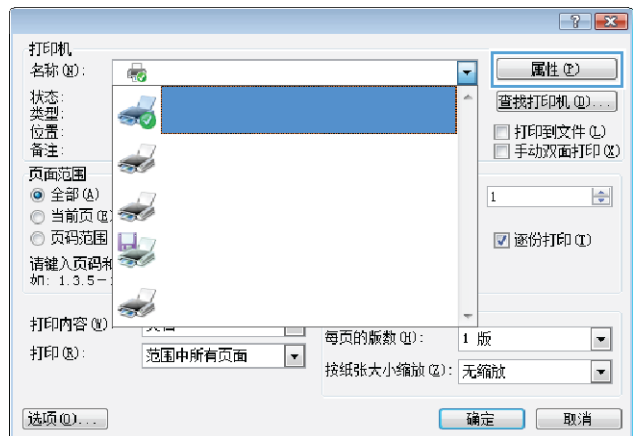 打印机
名称(N):
属性(P)
状态:
类型:
位置:
备注:
查找打印机(D)...
打印到文件(L)
手动双面打印(X)
页面范围
全部(A)
当前页(E)
页码范围
请键入页码和
如: 1.3.5-
1
逐份打印(T)
打印内容(W)
打印(R):
范围中所有页面
每页的版数(H):
1 版
按纸张大小缩放(Z):
无缩放
选项(O)...
确定
取消